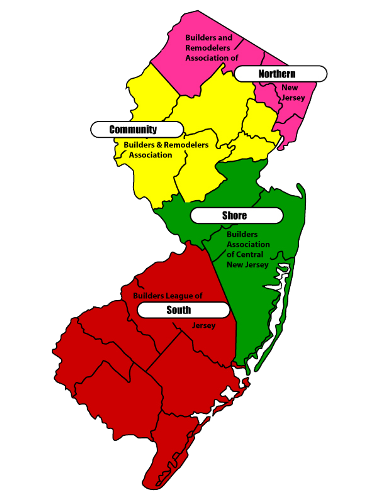 Builders and
Remodelers
Association of
Northern
New
Jersey
Community
Builders & Remodelers
Association
Shore
Builders
Association
of Central
New Jersey
Builders League of
South
Jersey